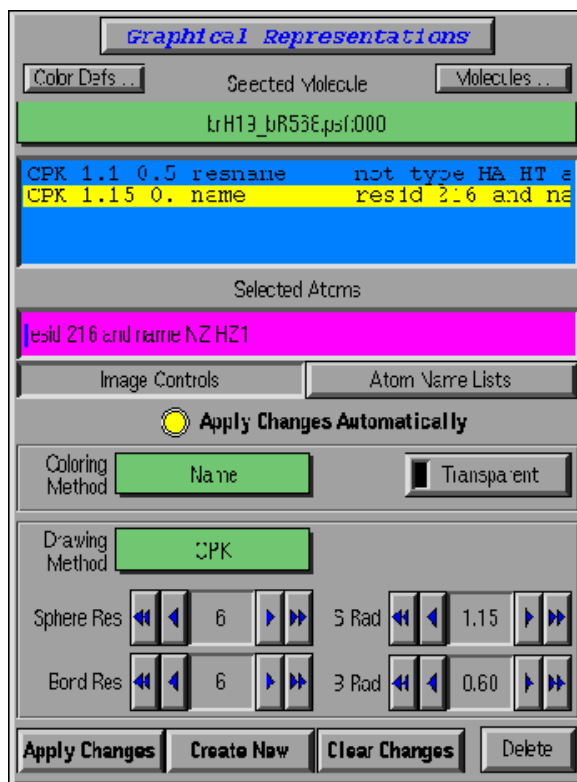 Graphical Representations
Color Defs ...
Selected Molecule
Molecules ...
brH13_bR568.psf:000
CPK 1.1 0.5 resname not type HA HT a
CPK 1.15 0. name resid 216 and na
Selected Atoms
resid 216 and name NZ HZ1
Image Controls
Atom Name Lists
Apply Changes Automatically
Coloring Method
Name
Transparent
Drawing Method
CPK
Sphere Res
6
S Rad
1.15
Bond Res
6
B Rad
0.60
Apply Changes
Create New
Clear Changes
Delete